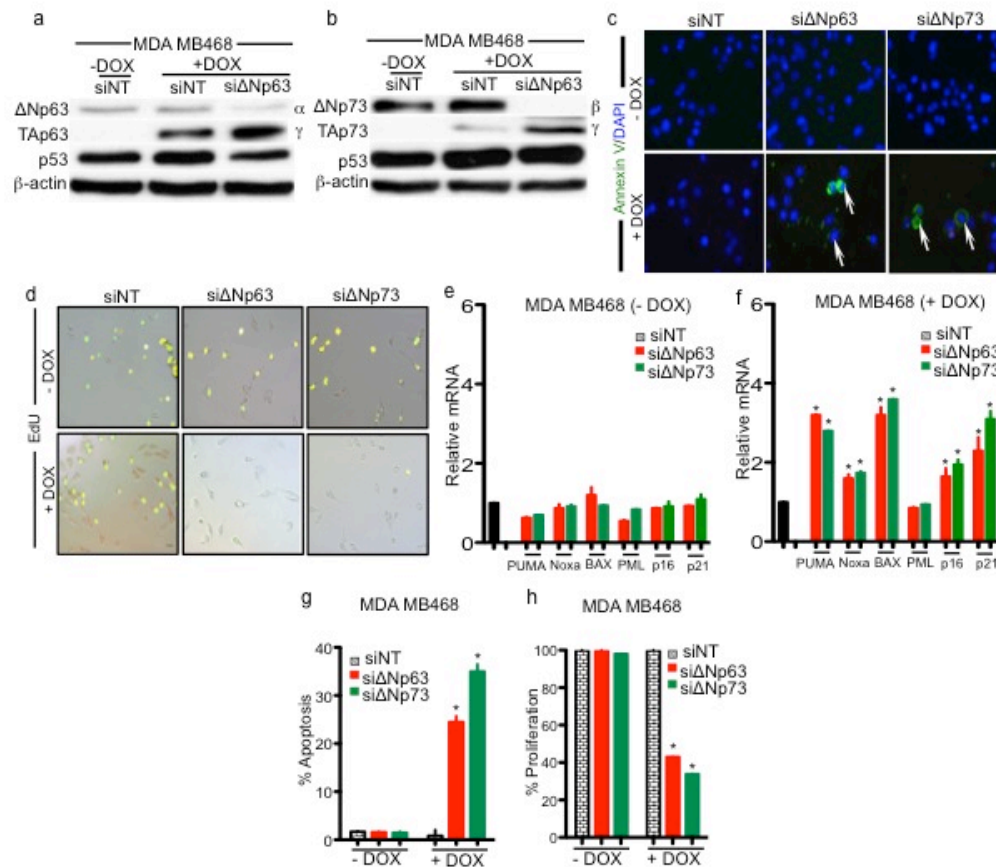 a
MDA MB468
-DOX +DOX
siNT siNT siΔNp63
ΔNp63 α
TAp63 γ
p53
β-actin
b
MDA MB468
-DOX +DOX
siNT siNT siΔNp63
ΔNp73 β
TAp73 γ
p53
β-actin
c
siNT siΔNp63 siΔNp73
Annexin V/DAPI
- DOX
+ DOX
d
siNT siΔNp63 siΔNp73
EdU
- DOX
+ DOX
e
MDA MB468 (- DOX)
siNT
siΔNp63
siΔNp73
Relative mRNA
6
4
2
0
PUMA Noxa BAX PML p16 p21
f
MDA MB468 (+ DOX)
siNT
siΔNp63
siΔNp73
Relative mRNA
6
4
2
0
* * * * * * * * * *
PUMA Noxa BAX PML p16 p21
g
MDA MB468
siNT
siΔNp63
siΔNp73
% Apoptosis
40
30
20
10
0
* *
- DOX + DOX
h
MDA MB468
siNT
siΔNp63
siΔNp73
% Proliferation
100
80
60
40
20
0
* *
- DOX + DOX